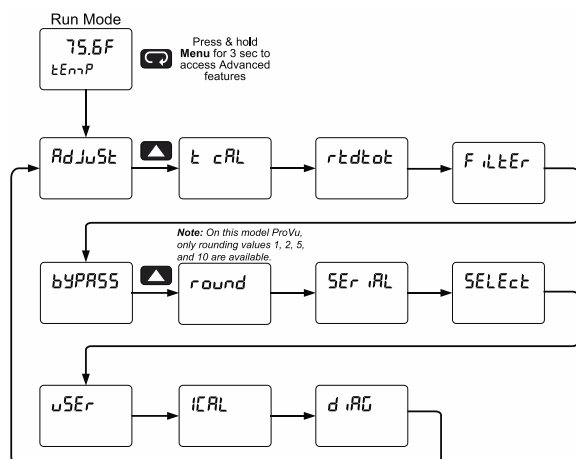 Run Mode
75.6F
tEmP
Press & hold
Menu for 3 sec to
access Advanced
features
AdJuSt
t cAL
rtdtot
FiLtEr
Note: On this model ProVu,
only rounding values 1, 2, 5,
and 10 are available.
bYPASS
round
SEriAL
SELEct
uSEr
ICAL
diAG